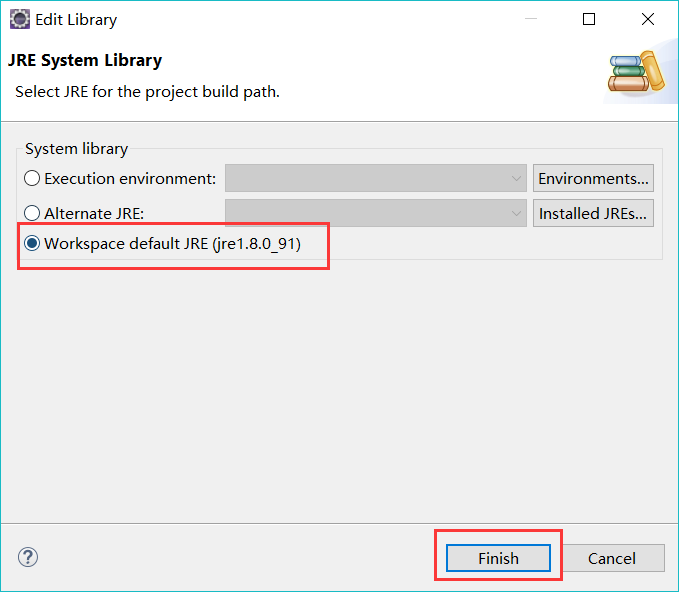 Edit Library
JRE System Library
Select JRE for the project build path.
System library
Execution environment:
Environments...
Alternate JRE:
Installed JREs...
Workspace default JRE (jre1.8.0_91)
?
Finish
Cancel